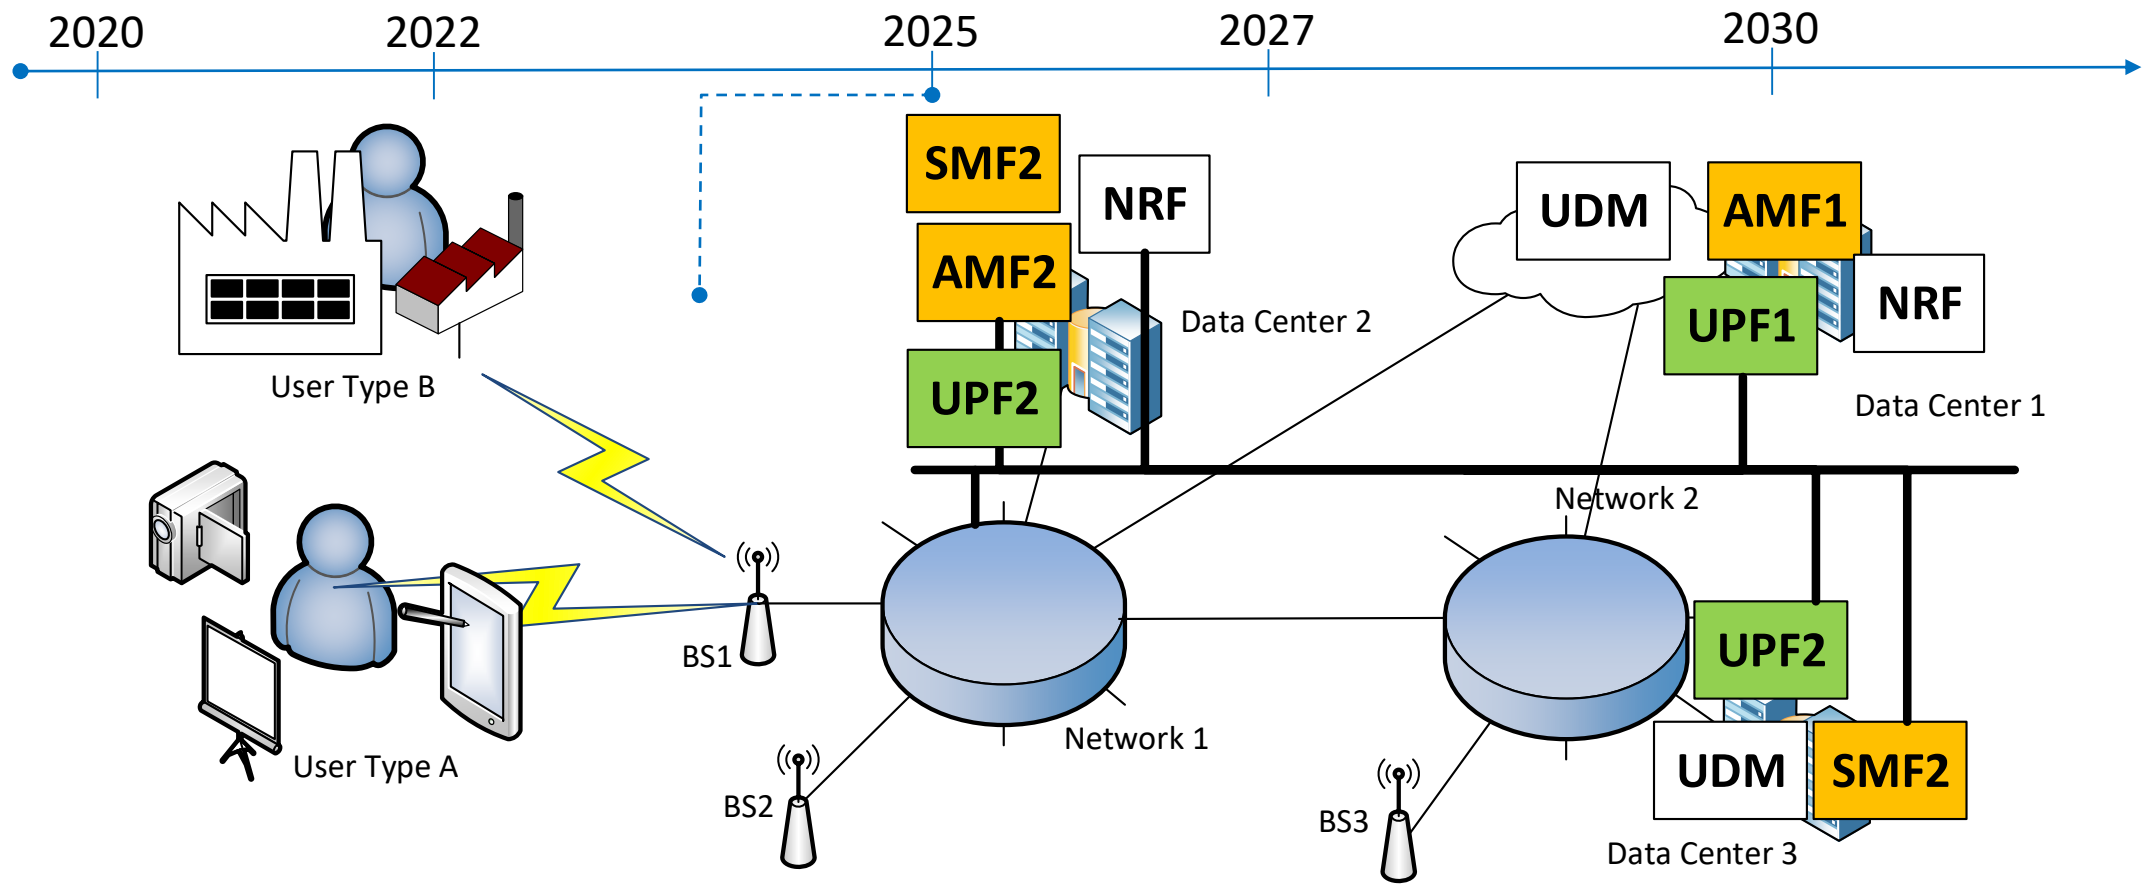 2020
2022
2025
2027
2030
SMF2
NRF
UDM
AMF1
AMF2
NRF
UPF1
Data Center 2
UPF2
User Type B
Data Center 1
Network 2
BS1
UPF2
Network 1
User Type A
UDM
SMF2
BS2
BS3
Data Center 3